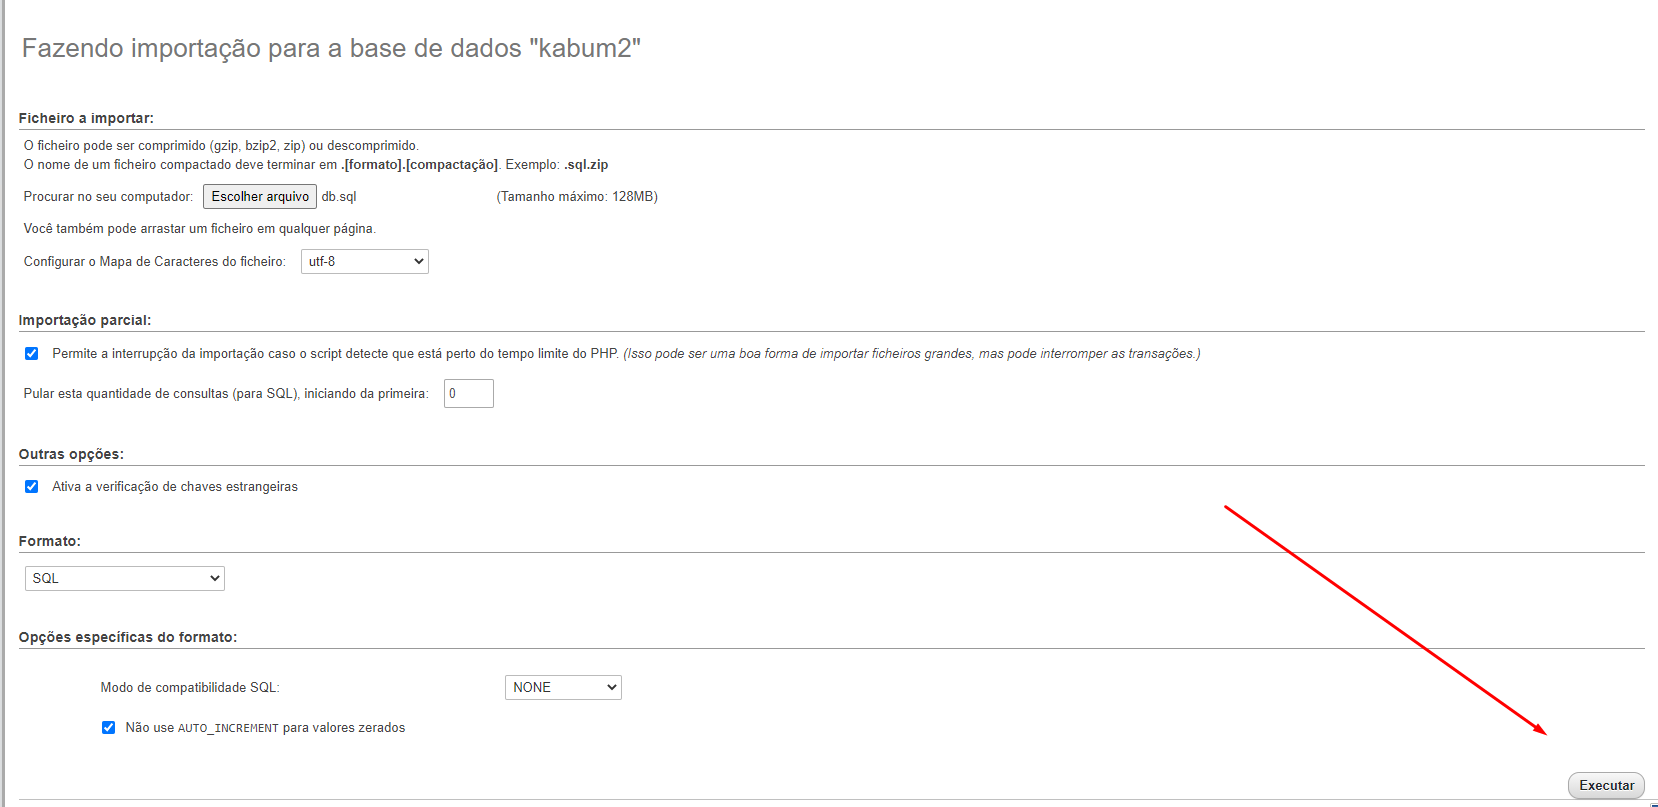 Fazendo importação para a base de dados "kabum2"
Ficheiro a importar:
O ficheiro pode ser comprimido (gzip, bzip2, zip) ou descomprimido.
O nome de um ficheiro compactado deve terminar em .[formato].[compactação]. Exemplo: .sql.zip
Procurar no seu computador: Escolher arquivo db.sql (Tamanho máximo: 128MB)
Você também pode arrastar um ficheiro em qualquer página.
Configurar o Mapa de Caracteres do ficheiro: utf-8
Importação parcial:
Permite a interrupção da importação caso o script detecte que está perto do tempo limite do PHP. (Isso pode ser uma boa forma de importar ficheiros grandes, mas pode interromper as transações.)
Pular esta quantidade de consultas (para SQL), iniciando da primeira: 0
Outras opções:
Ativa a verificação de chaves estrangeiras
Formato:
SQL
Opções específicas do formato:
Modo de compatibilidade SQL: NONE
Não use AUTO_INCREMENT para valores zerados
Executar